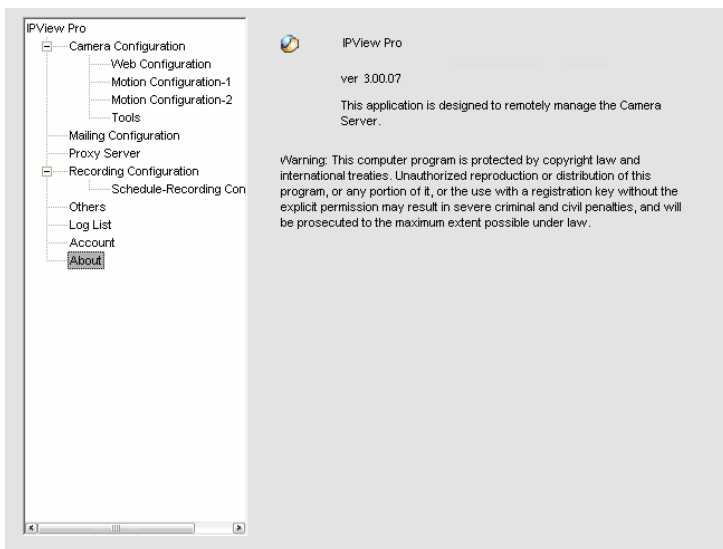 IPView Pro
Camera Configuration
Web Configuration
Motion Configuration-1
Motion Configuration-2
Tools
Mailing Configuration
Proxy Server
Recording Configuration
Schedule-Recording Con
Others
Log List
Account
About
IPView Pro
ver 3.00.07
This application is designed to remotely manage the Camera
Server.
Warning: This computer program is protected by copyright law and
international treaties. Unauthorized reproduction or distribution of this
program, or any portion of it, or the use with a registration key without the
explicit permission may result in severe criminal and civil penalties, and will
be prosecuted to the maximum extent possible under law.